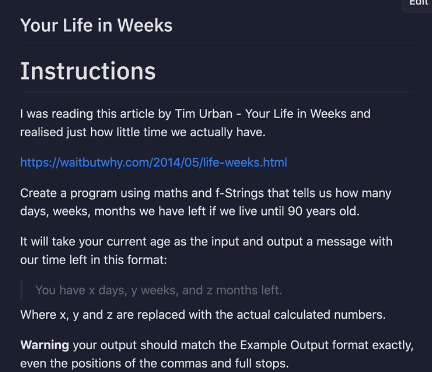 Edit
Your Life in Weeks
Instructions
I was reading this article by Tim Urban - Your Life in Weeks and
realised just how little time we actually have.
https://waitbutwhy.com/2014/05/life-weeks.html
Create a program using maths and f-Strings that tells us how many
days, weeks, months we have left if we live until 90 years old.
It will take your current age as the input and output a message with
our time left in this format:
You have x days, y weeks, and z months left.
Where x, y and z are replaced with the actual calculated numbers.
Warning your output should match the Example Output format exactly,
even the positions of the commas and full stops.